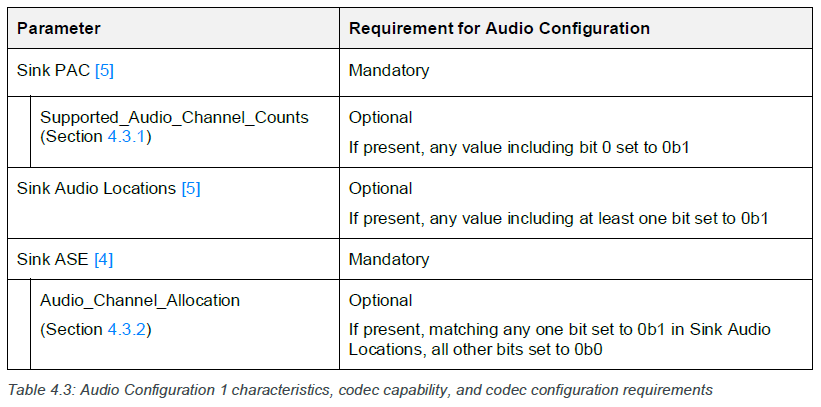 Parameter
Requirement for Audio Configuration
Sink PAC [5]
Mandatory
Supported_Audio_Channel_Counts
(Section 4.3.1)
Optional
If present, any value including bit 0 set to 0b1
Sink Audio Locations [5]
Optional
If present, any value including at least one bit set to 0b1
Sink ASE [4]
Mandatory
Audio_Channel_Allocation
(Section 4.3.2)
Optional
If present, matching any one bit set to 0b1 in Sink Audio
Locations, all other bits set to 0b0
Table 4.3: Audio Configuration 1 characteristics, codec capability, and codec configuration requirements